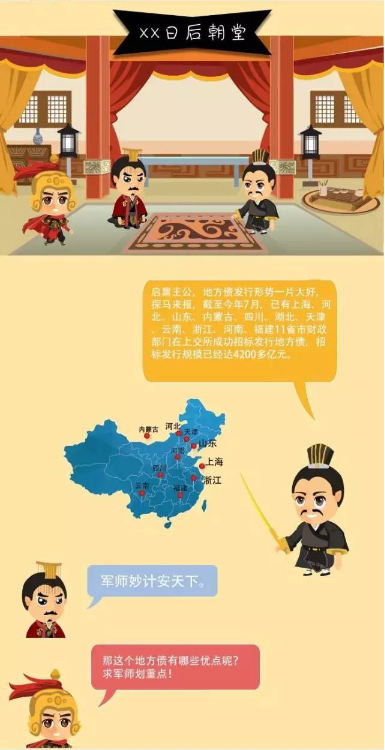 XX日后朝堂
启禀主公，地方债发行形势一片大好，
探马来报，截至今年7月，已有上海、河
北、山东、内蒙古、四川、湖北、天津
、云南、浙江、河南、福建11省市财政
部门在上交所成功招标发行地方债，招
标发行规模已经达4200多亿元。
内蒙古
河北
天津
山东
河南
上海
四川
浙江
云南
福建
军师妙计安天下。
那这个地方债有哪些优点呢？
求军师划重点！